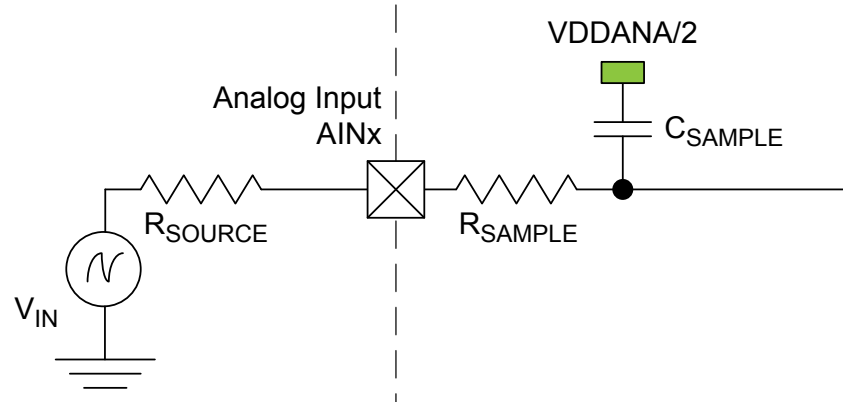 VDDANA/2
Analog Input
AINx
CSAMPLE
RSOURCE
RSAMPLE
VIN